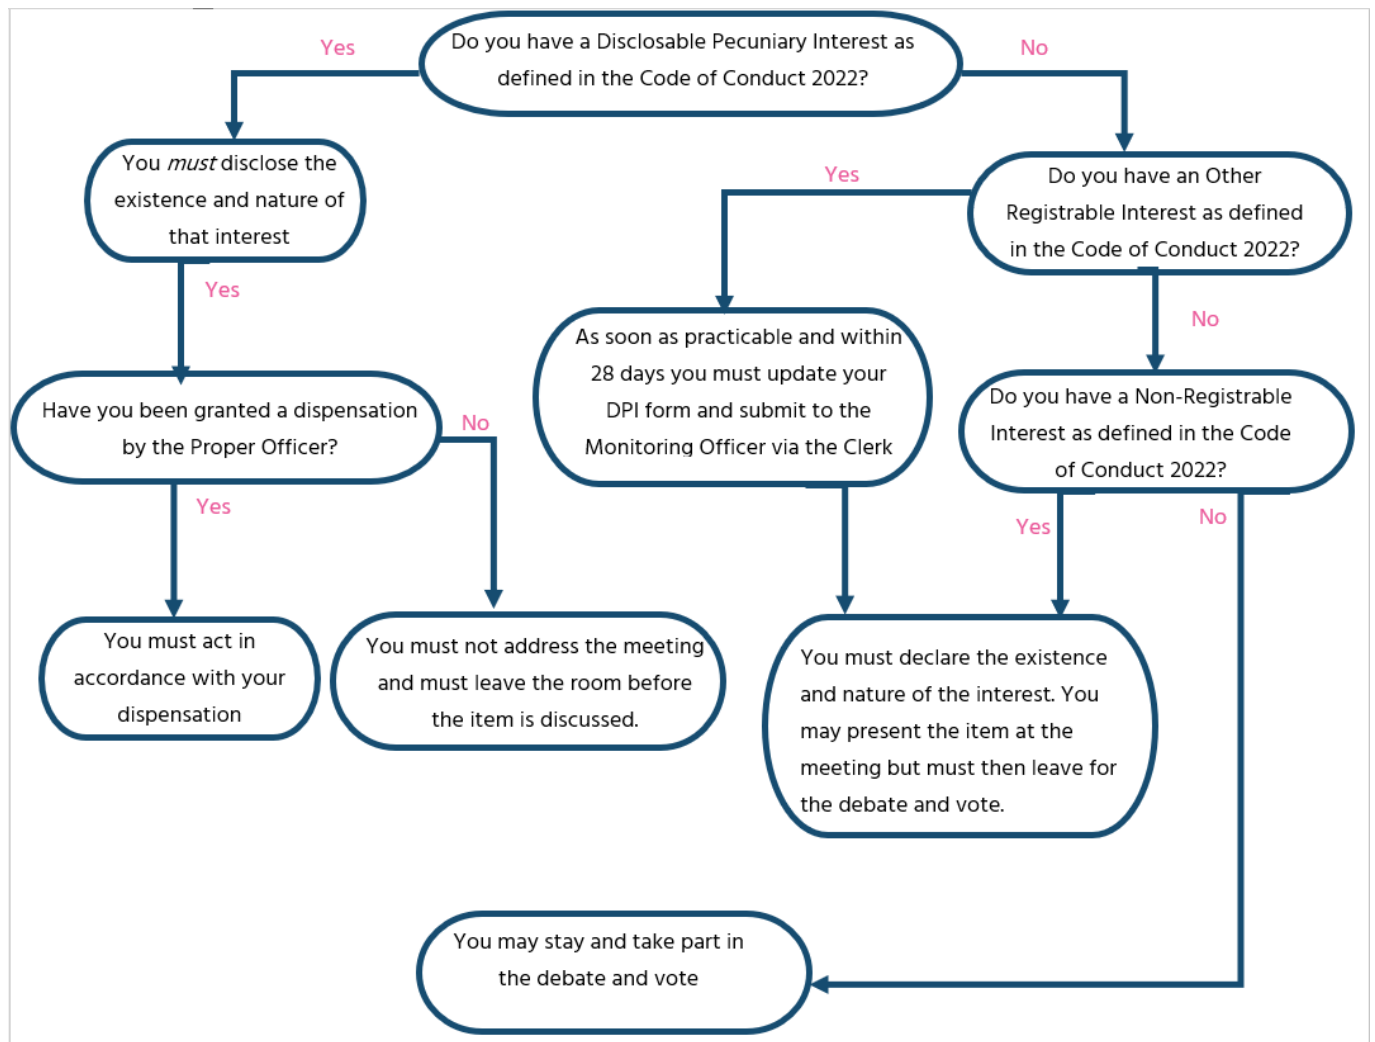 Do you have a Disclosable Pecuniary Interest as
defined in the Code of Conduct 2022?
Yes
No
You must disclose the
existence and nature of
that interest
Yes
Do you have an Other
Registrable Interest as defined
in the Code of Conduct 2022?
Yes
No
Have you been granted a dispensation
by the Proper Officer?
No
As soon as practicable and within
28 days you must update your
DPI form and submit to the
Monitoring Officer via the Clerk
Do you have a Non-Registrable
Interest as defined in the Code
of Conduct 2022?
Yes
Yes
No
You must act in
accordance with your
dispensation
You must not address the meeting
and must leave the room before
the item is discussed.
You must declare the existence
and nature of the interest. You
may present the item at the
meeting but must then leave for
the debate and vote.
You may stay and take part in
the debate and vote